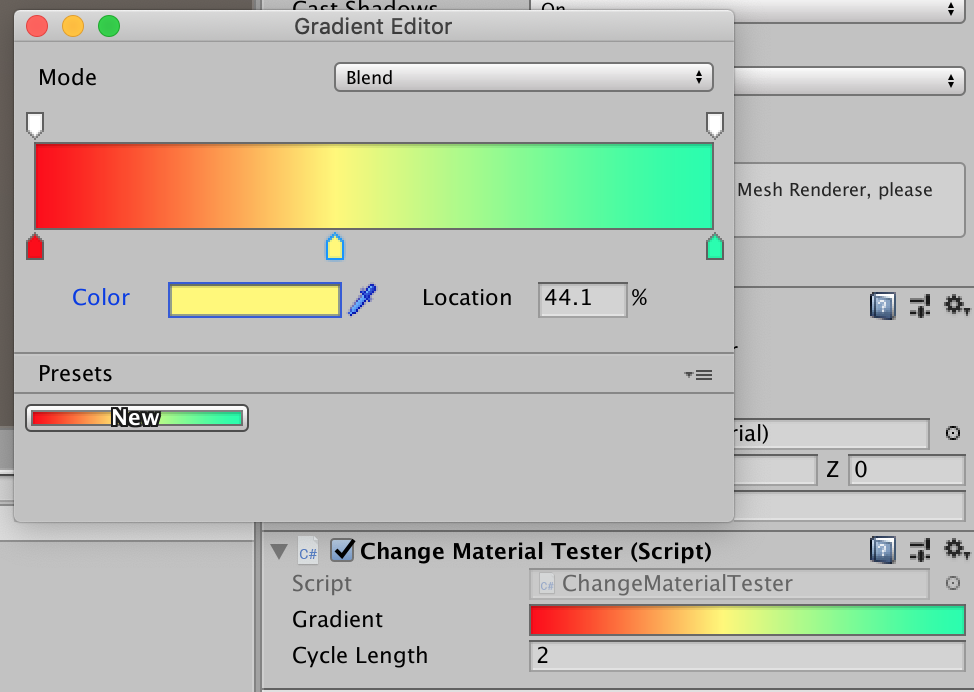 Cast Shadows On
Gradient Editor
Mode Blend
Mesh Renderer, please
Color Location 44.1 %
Presets
New
rial)
Z 0
C# Change Material Tester (Script)
Script C# ChangeMaterialTester
Gradient
Cycle Length 2